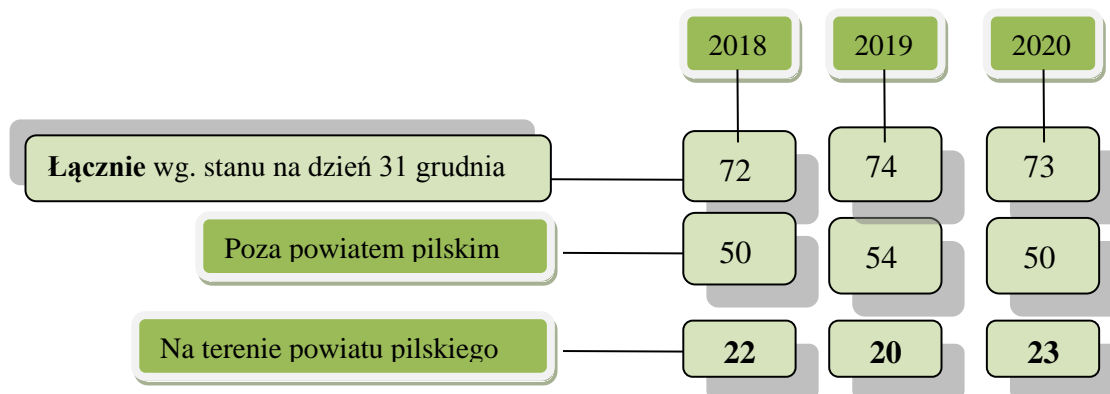 2018 2019 2020
Łącznie wg. stanu na dzień 31 grudnia 72 74 73
Poza powiatem pilskim 50 54 50
Na terenie powiatu pilskiego 22 20 23